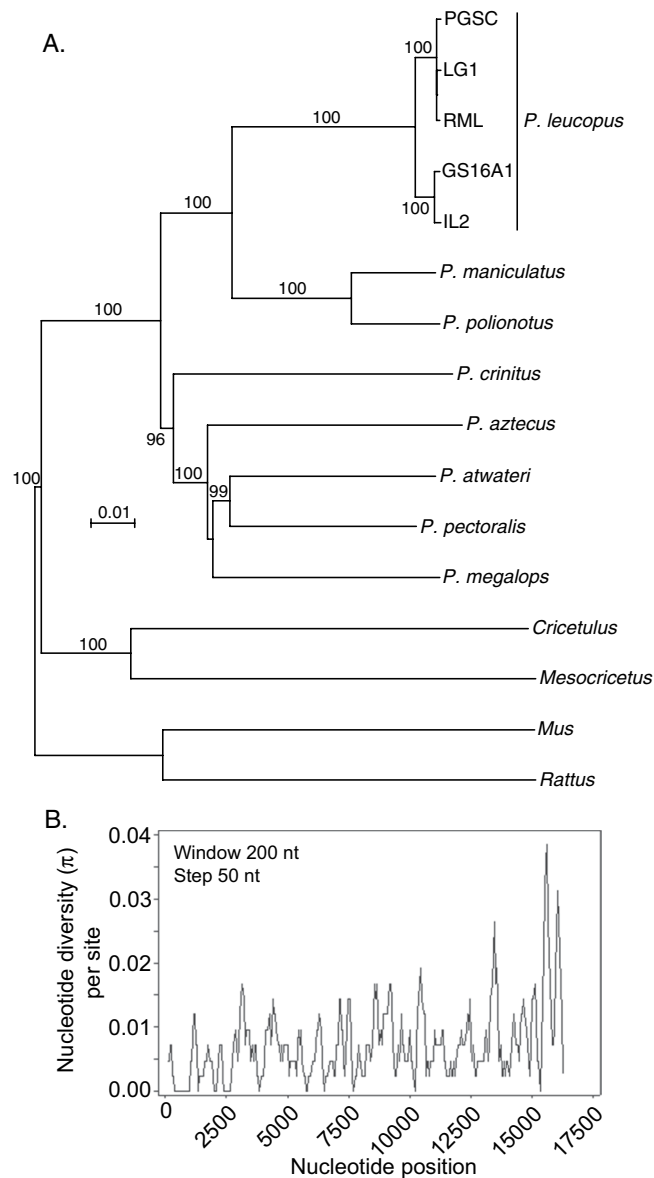 A.
PGSC
100
LG1
100
RML
P. leucopus
100
GS16A1
100
IL2
P. maniculatus
100
100
P. polionotus
P. crinitus
P. aztecus
96
100
P. atwateri
99
100
0.01
P. pectoralis
P. megalops
Cricetulus
100
Mesocricetus
Mus
Rattus
B.
0.04
Window 200 nt
Step 50 nt
0.03
0.02
0.01
0.00
Nucleotide diversity (π)
per site
0
2500
5000
7500
10000
12500
15000
17500
Nucleotide position